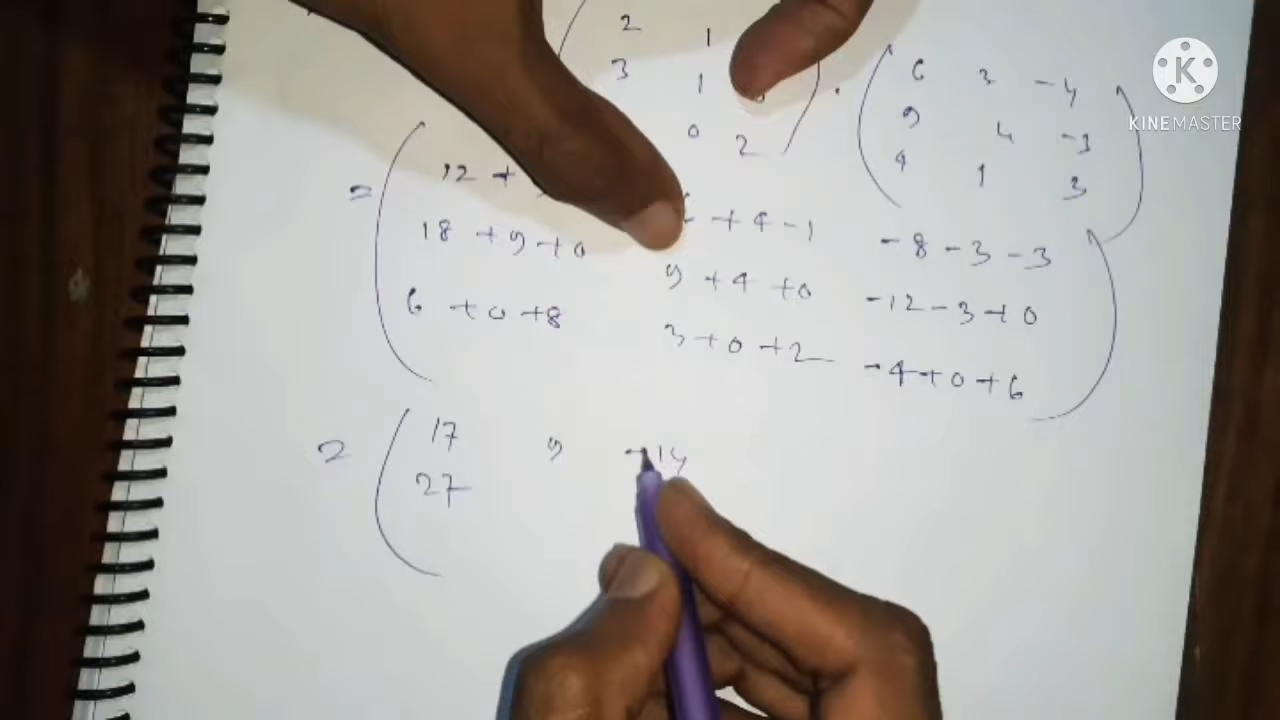 2 1
3 1
0 2
. ( 6 3 -4
9 4 -3
4 1 3 )
= ( 12 + + 4 - 1 -8 - 3 - 3
18 + 9 + 0 9 + 4 + 0 -12 - 3 + 0
6 + 0 + 8 3 + 0 + 2 -4 + 0 + 6 )
= ( 17 9 -14
27
KINEMASTER